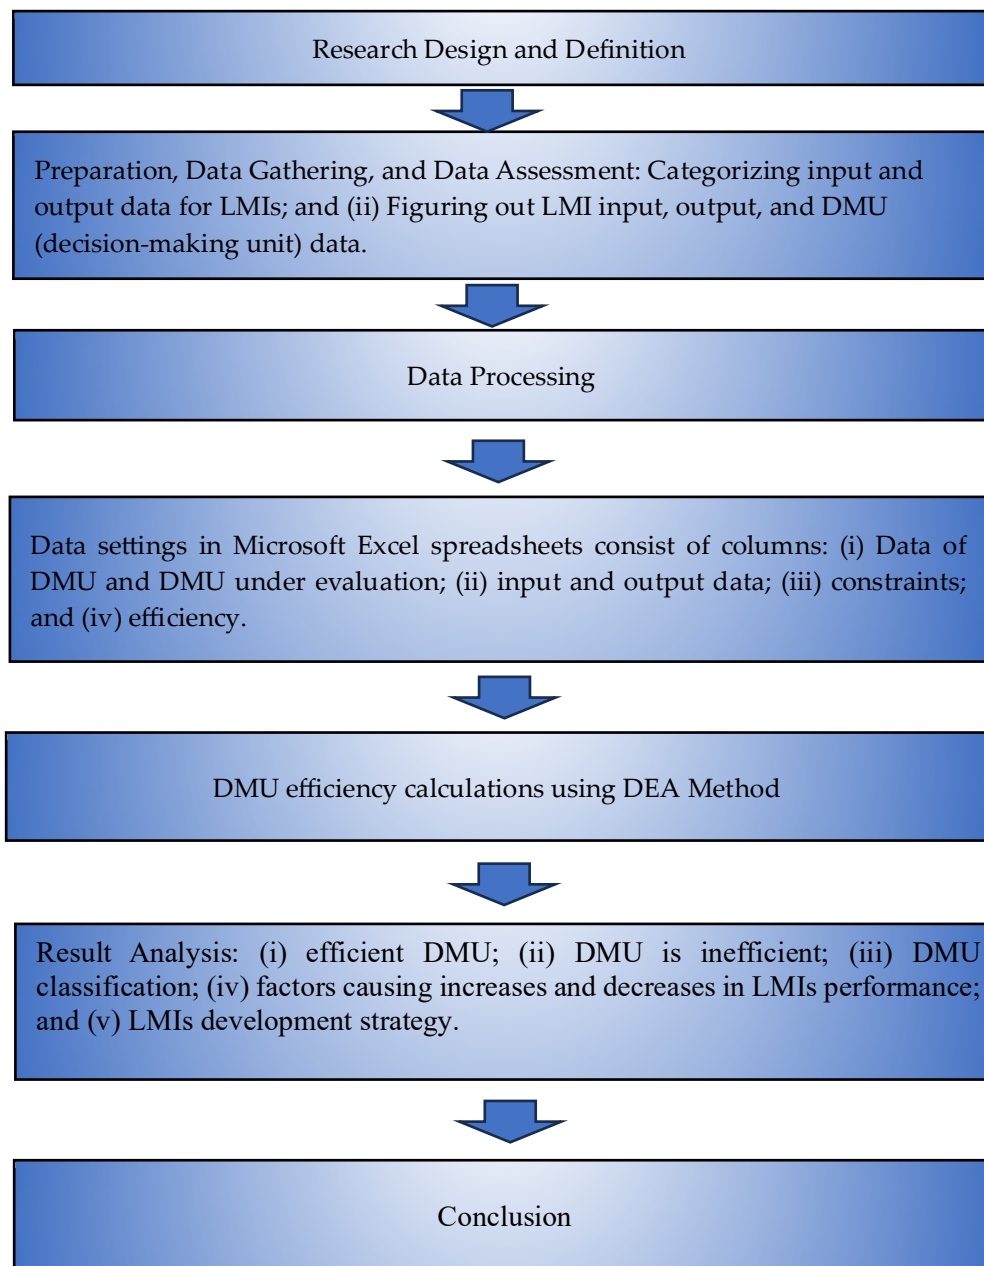 Research Design and Definition
Preparation, Data Gathering, and Data Assessment: Categorizing input and
output data for LMIs; and (ii) Figuring out LMI input, output, and DMU
(decision-making unit) data.
Data Processing
Data settings in Microsoft Excel spreadsheets consist of columns: (i) Data of
DMU and DMU under evaluation; (ii) input and output data; (iii) constraints;
and (iv) efficiency.
DMU efficiency calculations using DEA Method
Result Analysis: (i) efficient DMU; (ii) DMU is inefficient; (iii) DMU
classification; (iv) factors causing increases and decreases in LMIs performance;
and (v) LMIs development strategy.
Conclusion